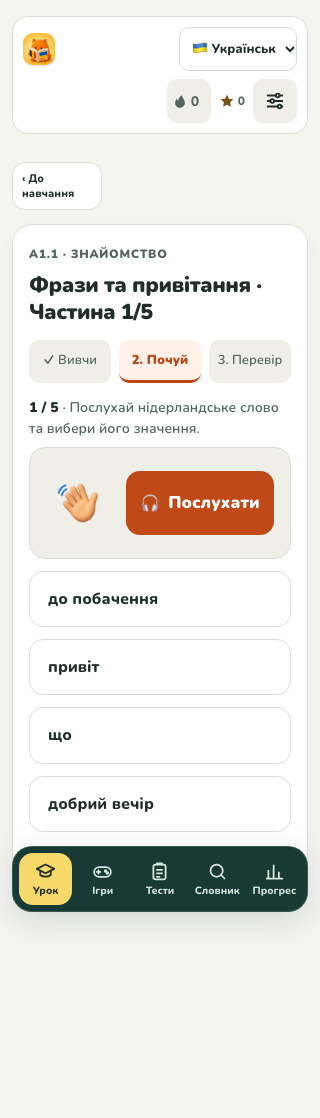 Українськ
0
0
‹ До
навчання
А1.1 · ЗНАЙОМСТВО
Фрази та привітання ·
Частина 1/5
✓ Вивчи
2. Почуй
3. Перевір
1 / 5 · Послухай нідерландське слово
та вибери його значення.
Послухати
до побачення
привіт
що
добрий вечір
Урок
Ігри
Тести
Словник
Прогрес